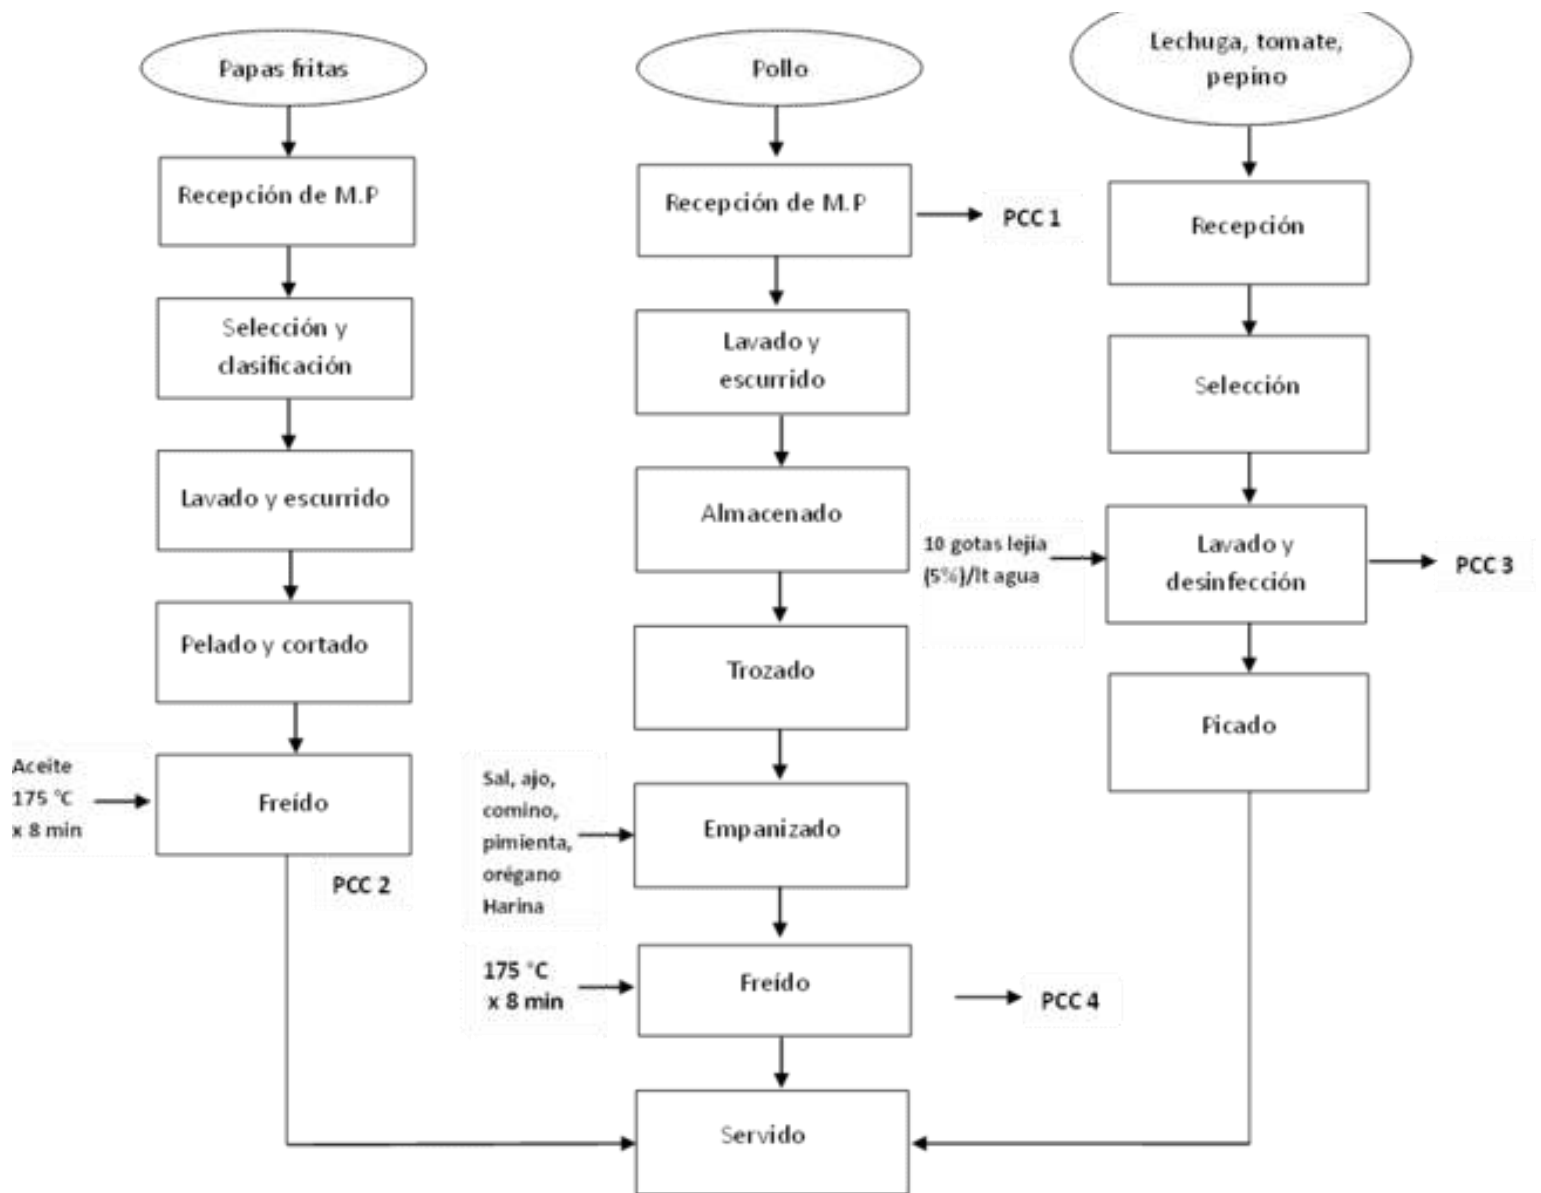 Papas fritas
Recepción de M.P
Selección y
clasificación
Lavado y escurrido
Pelado y cortado
Aceite
175 °C
x 8 min
Freído
PCC 2
Pollo
Recepción de M.P
PCC 1
Lavado y
escurrido
Almacenado
Trozado
Sal, ajo,
comino,
pimienta,
orégano
Harina
Empanizado
175 °C
x 8 min
Freído
PCC 4
Servido
Lechuga, tomate,
pepino
Recepción
Selección
10 gotas lejía
(5%)/lt agua
Lavado y
desinfección
PCC 3
Picado